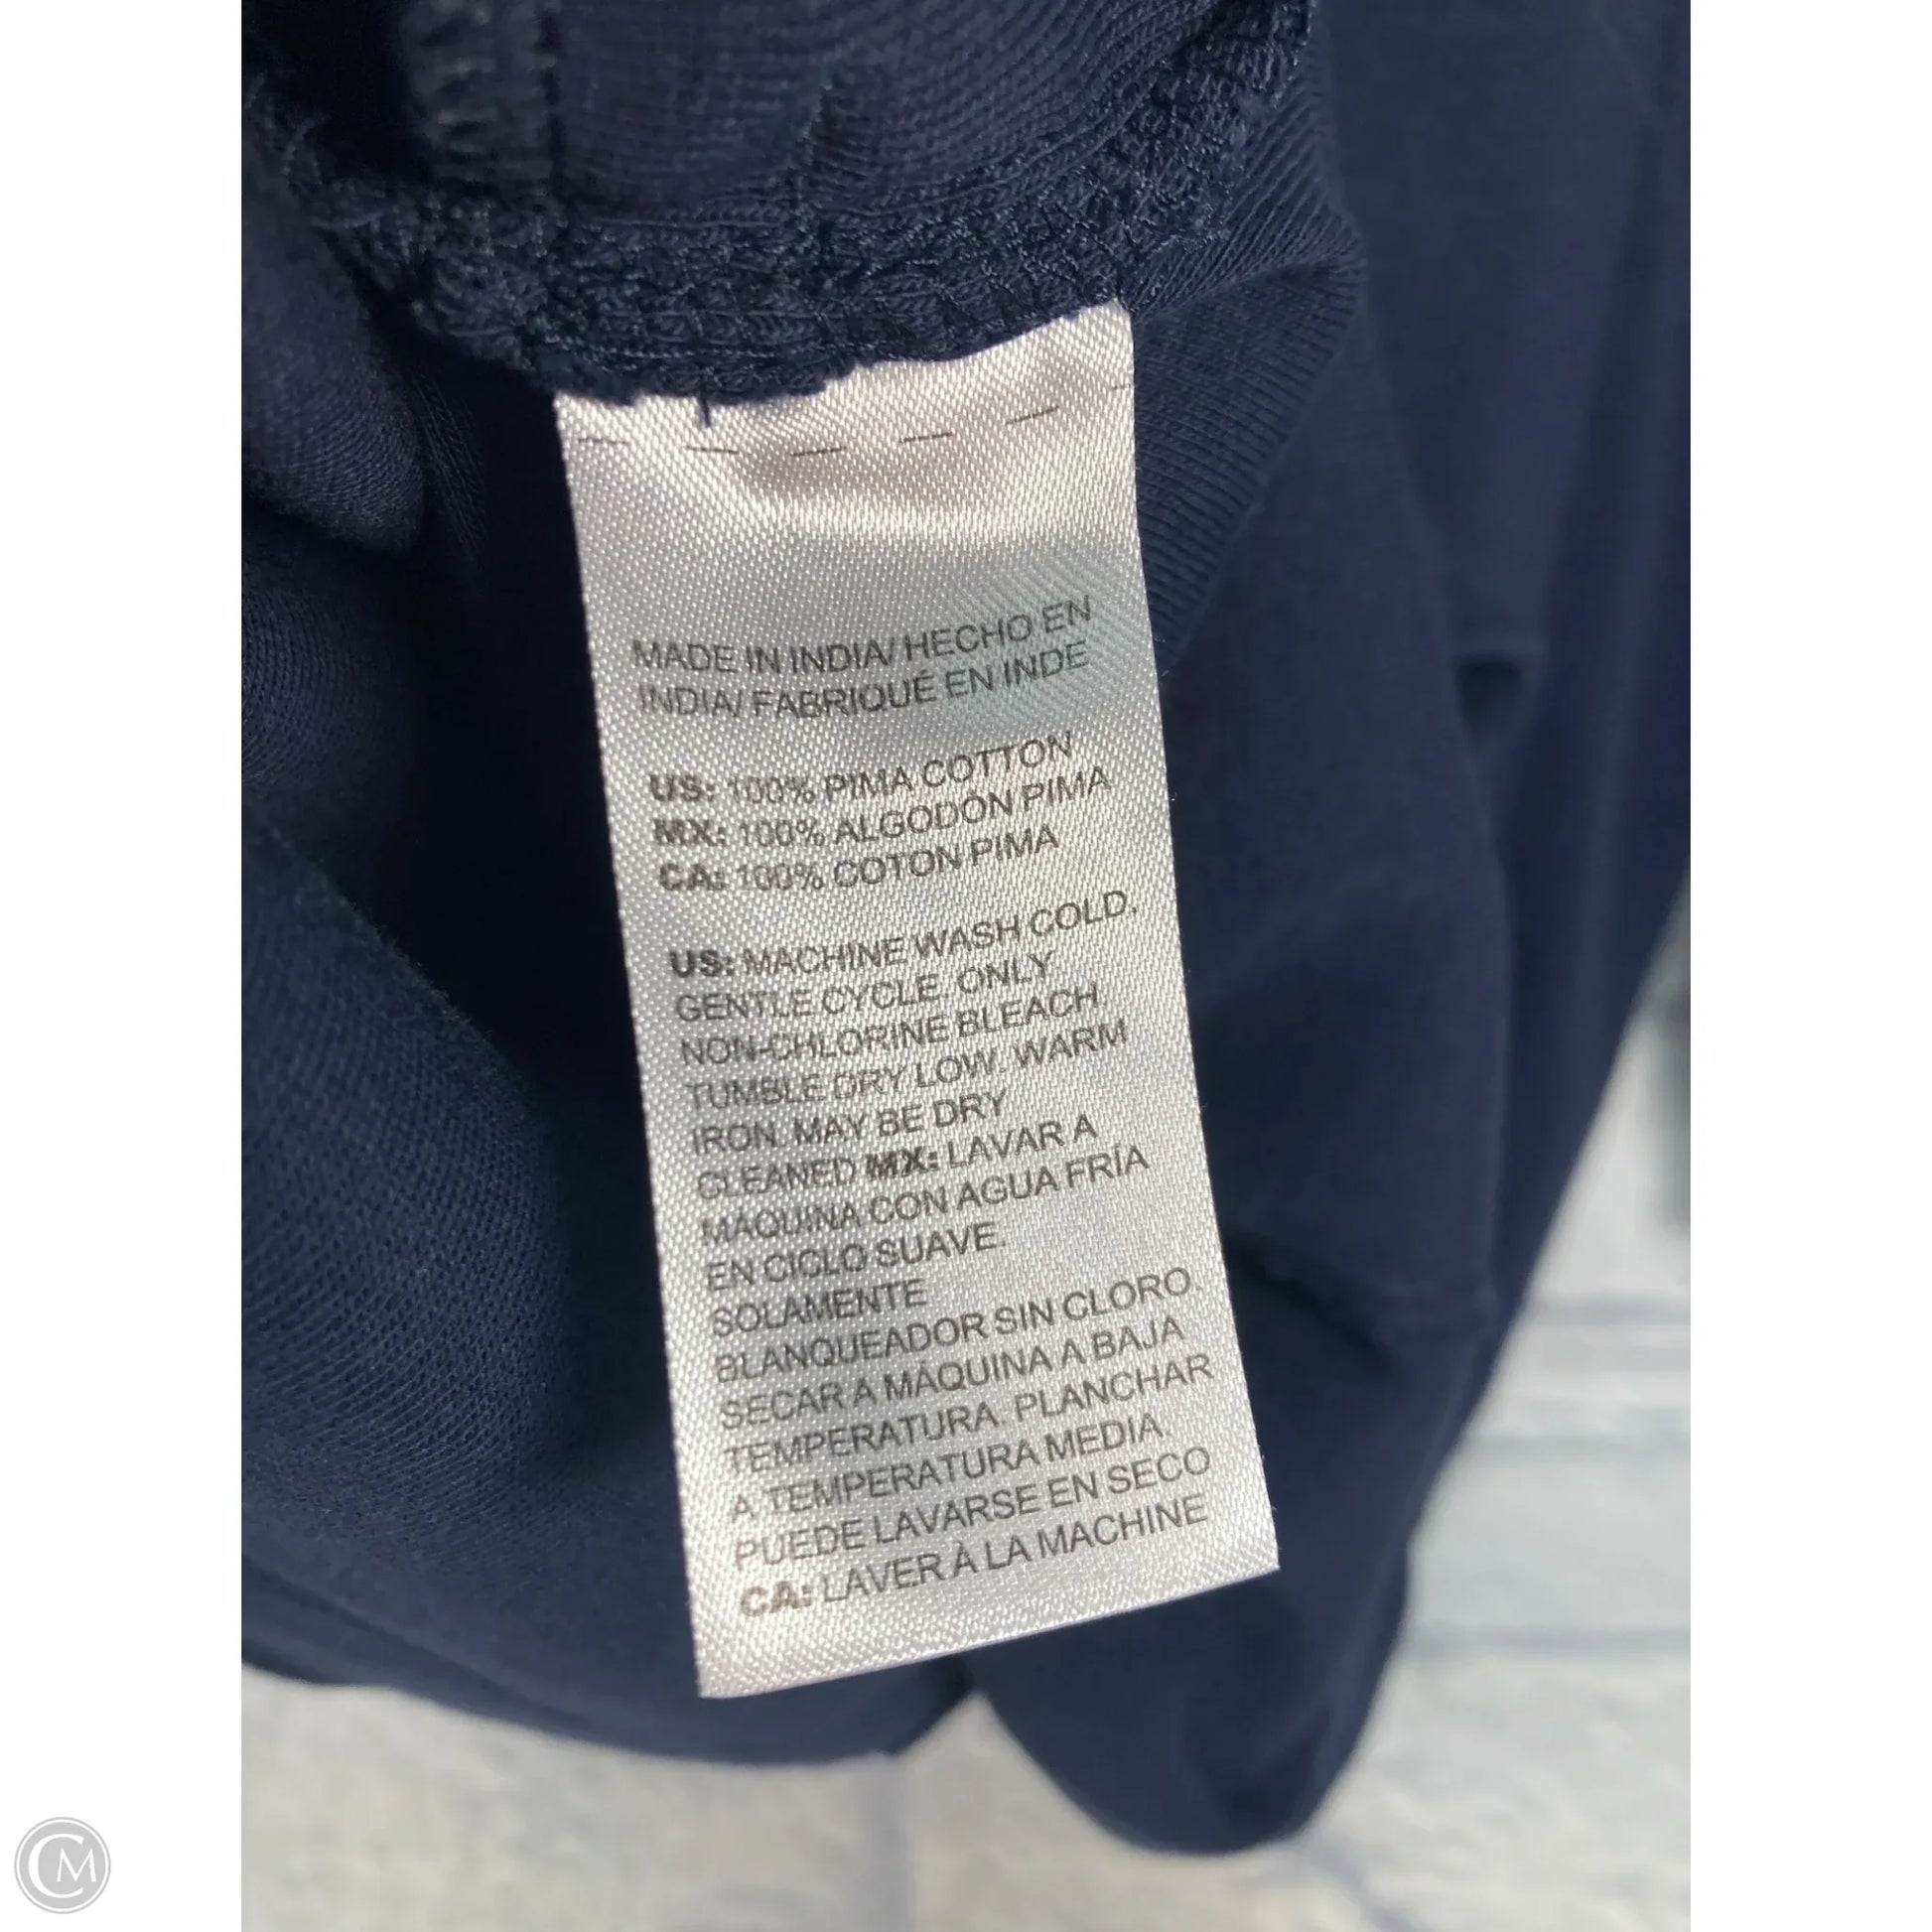 MADE IN INDIA/ HECHO EN
INDIA/ FABRIQUÉ EN INDE
US: 100% PIMA COTTON
MX: 100% ALGODÓN PIMA
CA: 100% COTON PIMA
US: MACHINE WASH COLD,
GENTLE CYCLE. ONLY
NON-CHLORINE BLEACH
TUMBLE DRY LOW. WARM
IRON. MAY BE DRY
CLEANED MX: LAVAR A
MÁQUINA CON AGUA FRÍA
EN CICLO SUAVE.
SOLAMENTE
BLANQUEADOR SIN CLORO.
SECAR A MÁQUINA A BAJA
TEMPERATURA. PLANCHAR
A TEMPERATURA MEDIA.
PUEDE LAVARSE EN SECO
CA: LAVER À LA MACHINE
CM